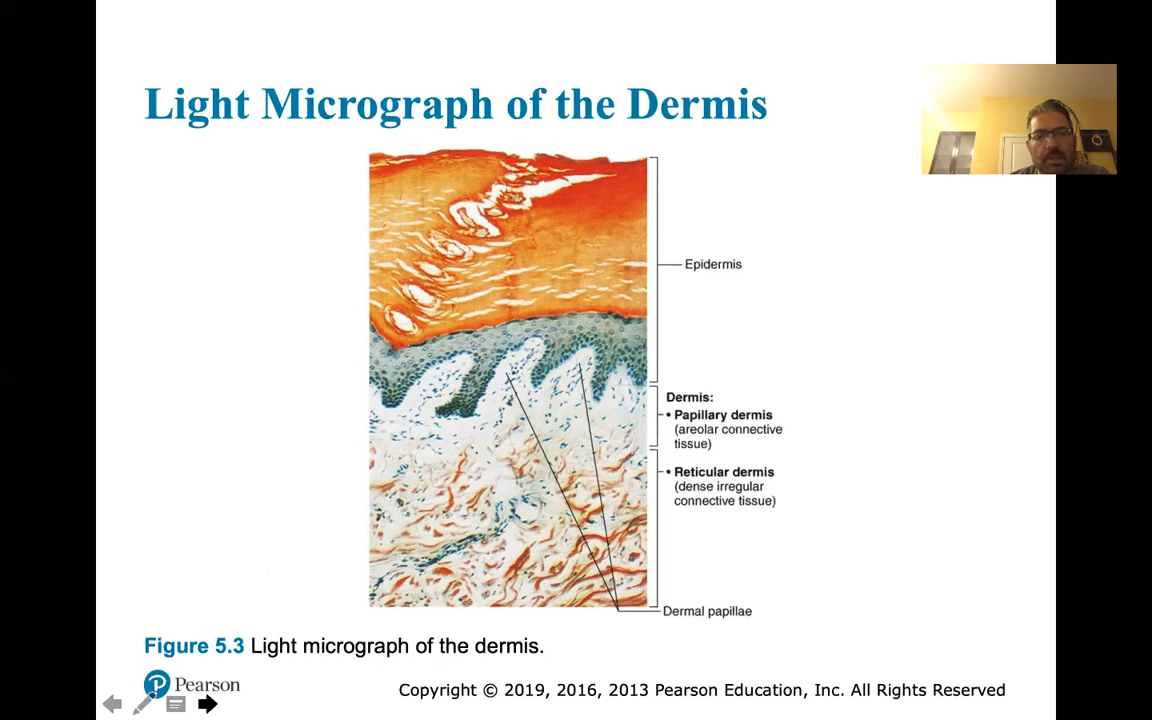 Light Micrograph of the Dermis
Epidermis
Dermis:
• Papillary dermis
(areolar connective
tissue)
• Reticular dermis
(dense irregular
connective tissue)
Dermal papillae
Figure 5.3 Light micrograph of the dermis.
P Pearson
Copyright © 2019, 2016, 2013 Pearson Education, Inc. All Rights Reserved